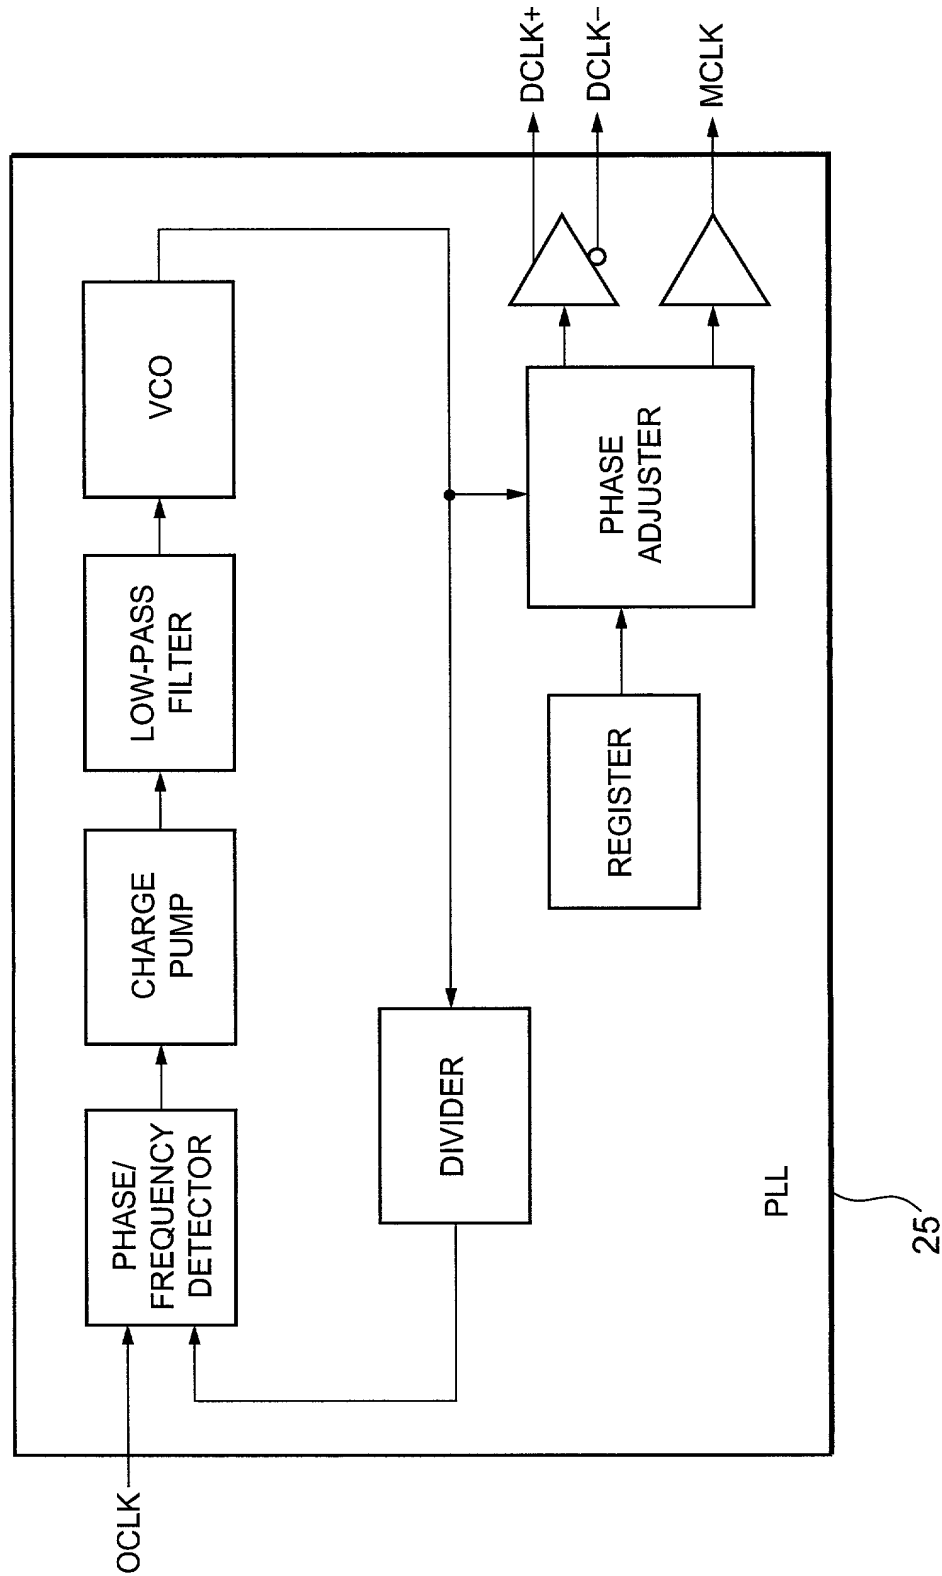 OCLK
PHASE/
FREQUENCY
DETECTOR
CHARGE
PUMP
LOW-PASS
FILTER
VCO
DIVIDER
REGISTER
PHASE
ADJUSTER
DCLK+
DCLK−
MCLK
PLL
25